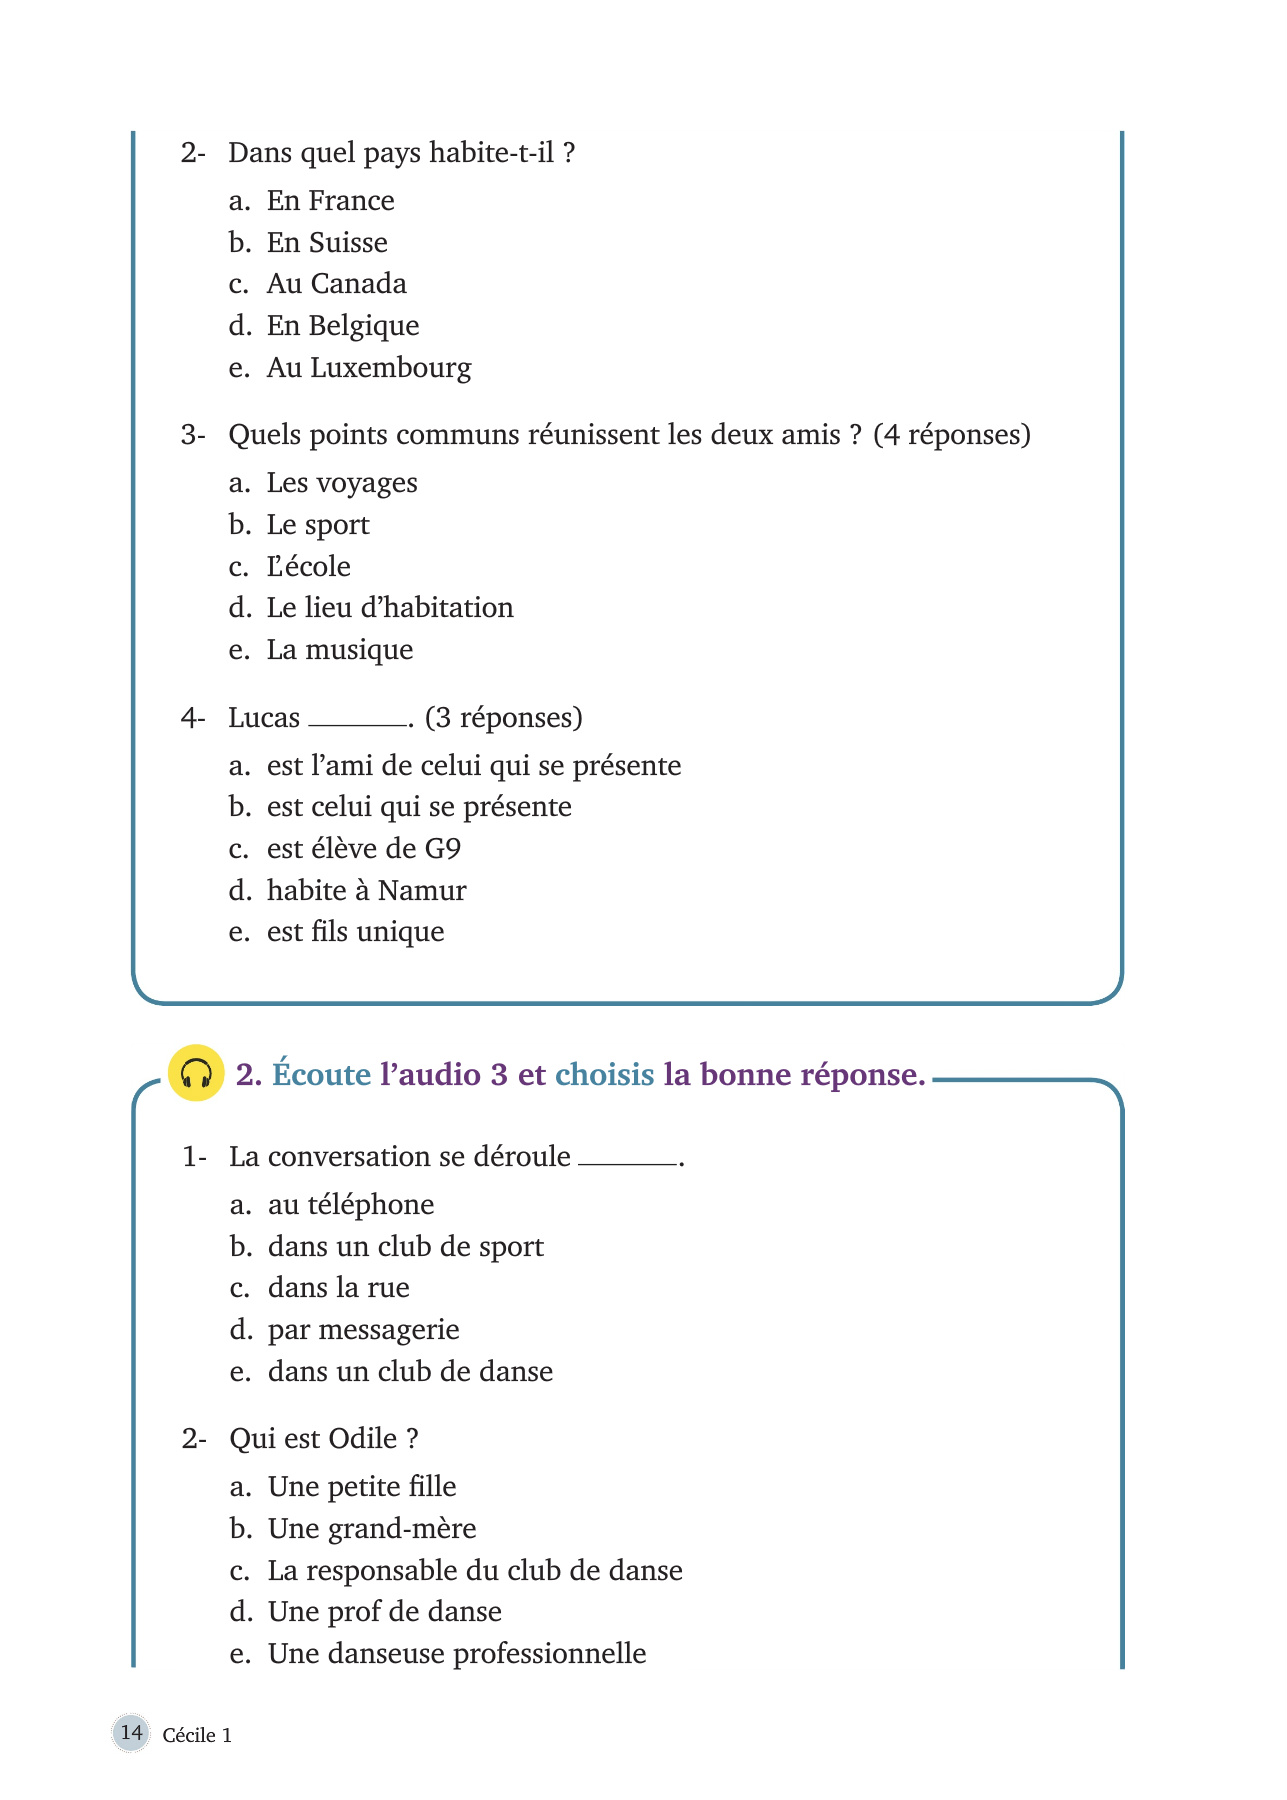 2- Dans quel pays habite-t-il ?
a. En France
b. En Suisse
c. Au Canada
d. En Belgique
e. Au Luxembourg
3- Quels points communs réunissent les deux amis ? (4 réponses)
a. Les voyages
b. Le sport
c. L’école
d. Le lieu d’habitation
e. La musique
4- Lucas _______. (3 réponses)
a. est l’ami de celui qui se présente
b. est celui qui se présente
c. est élève de G9
d. habite à Namur
e. est fils unique
2. Écoute l’audio 3 et choisis la bonne réponse.
1- La conversation se déroule _______.
a. au téléphone
b. dans un club de sport
c. dans la rue
d. par messagerie
e. dans un club de danse
2- Qui est Odile ?
a. Une petite fille
b. Une grand-mère
c. La responsable du club de danse
d. Une prof de danse
e. Une danseuse professionnelle
14 Cécile 1